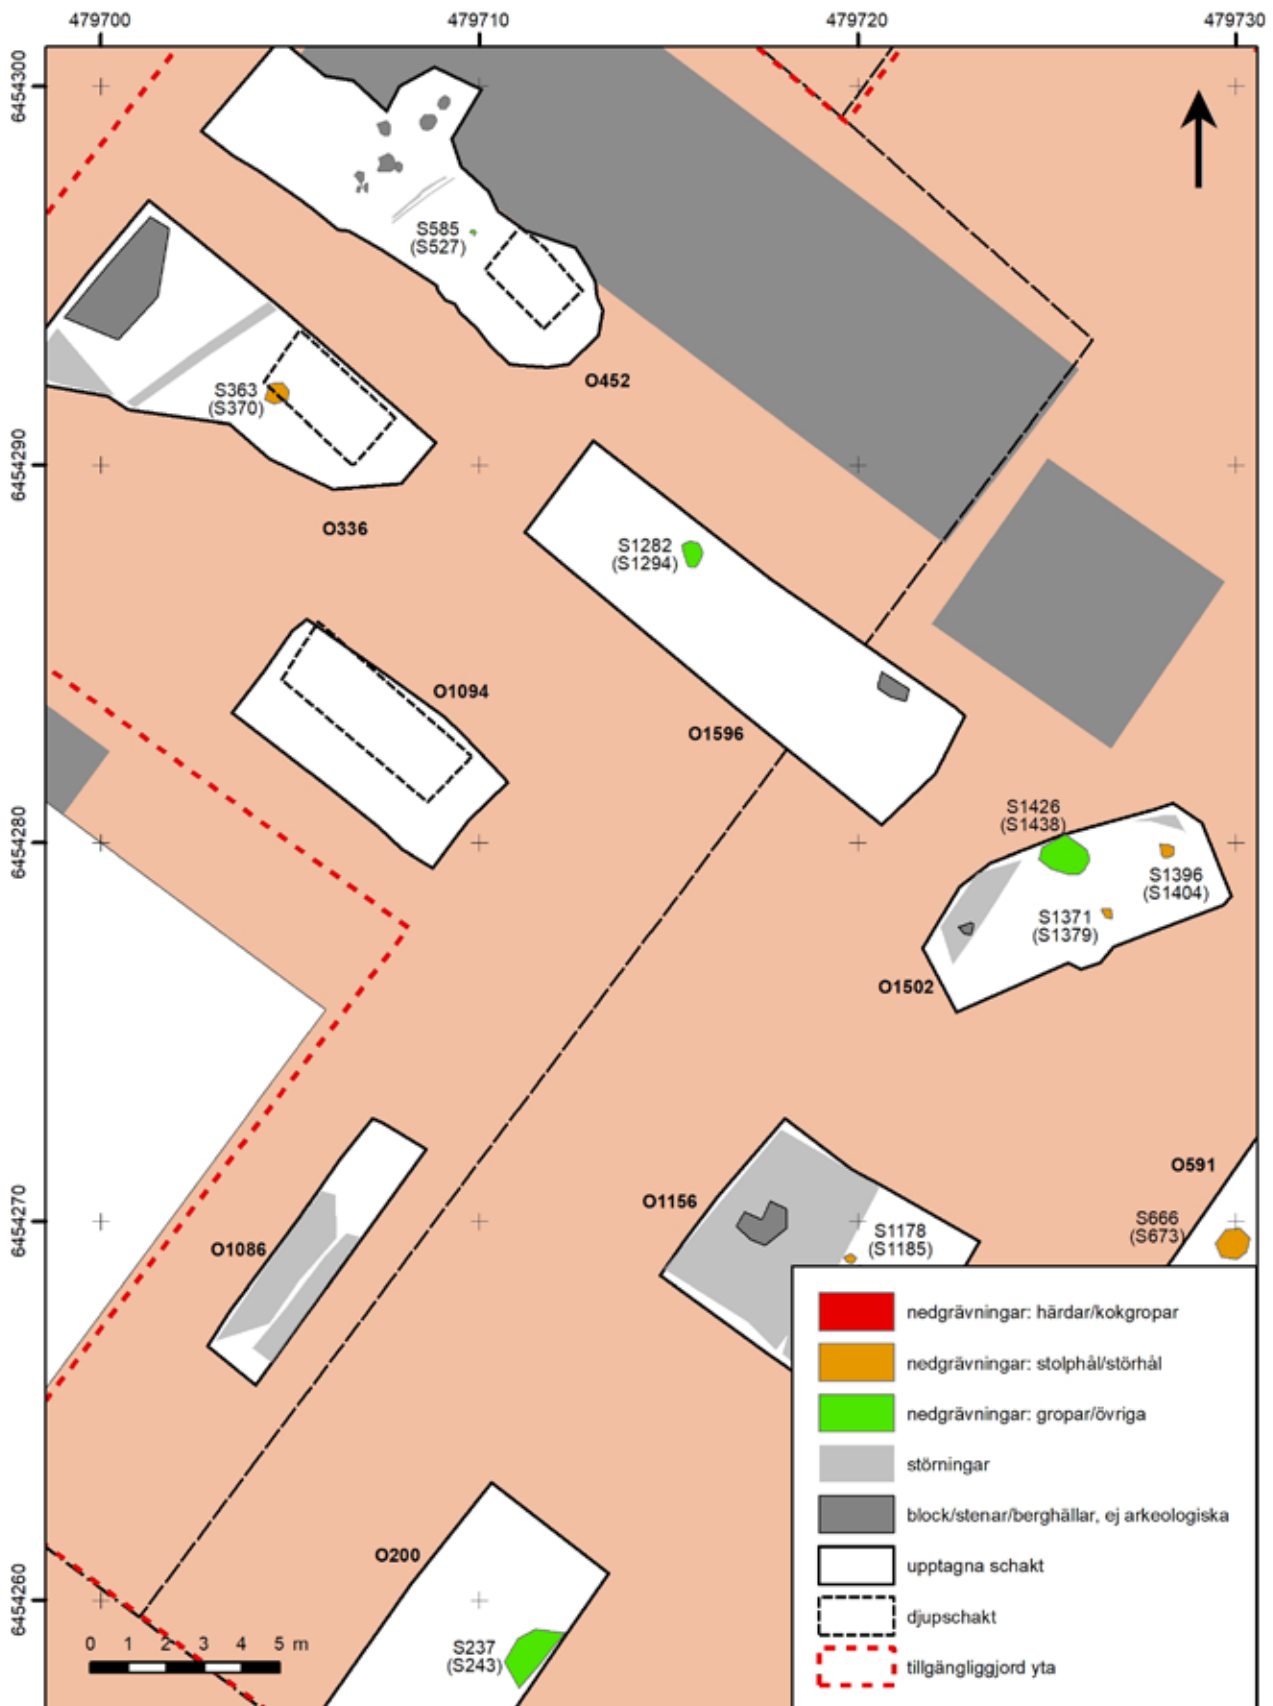 479700
479710
479720
479730
6454300
6454290
6454280
6454270
6454260
S585
(S527)
O452
S363
(S370)
O336
S1282
(S1294)
O1094
O1596
S1426
(S1438)
S1396
(S1404)
S1371
(S1379)
O1502
O591
O1156
S666
(S673)
S1178
(S1185)
O1086
O200
S237
(S243)
0 1 2 3 4 5 m
nedgrävningar: härdar/kokgropar
nedgrävningar: stolphål/störhål
nedgrävningar: gropar/övriga
störningar
block/stenar/berghällar, ej arkeologiska
upptagna schakt
djupschakt
tillgängliggjord yta